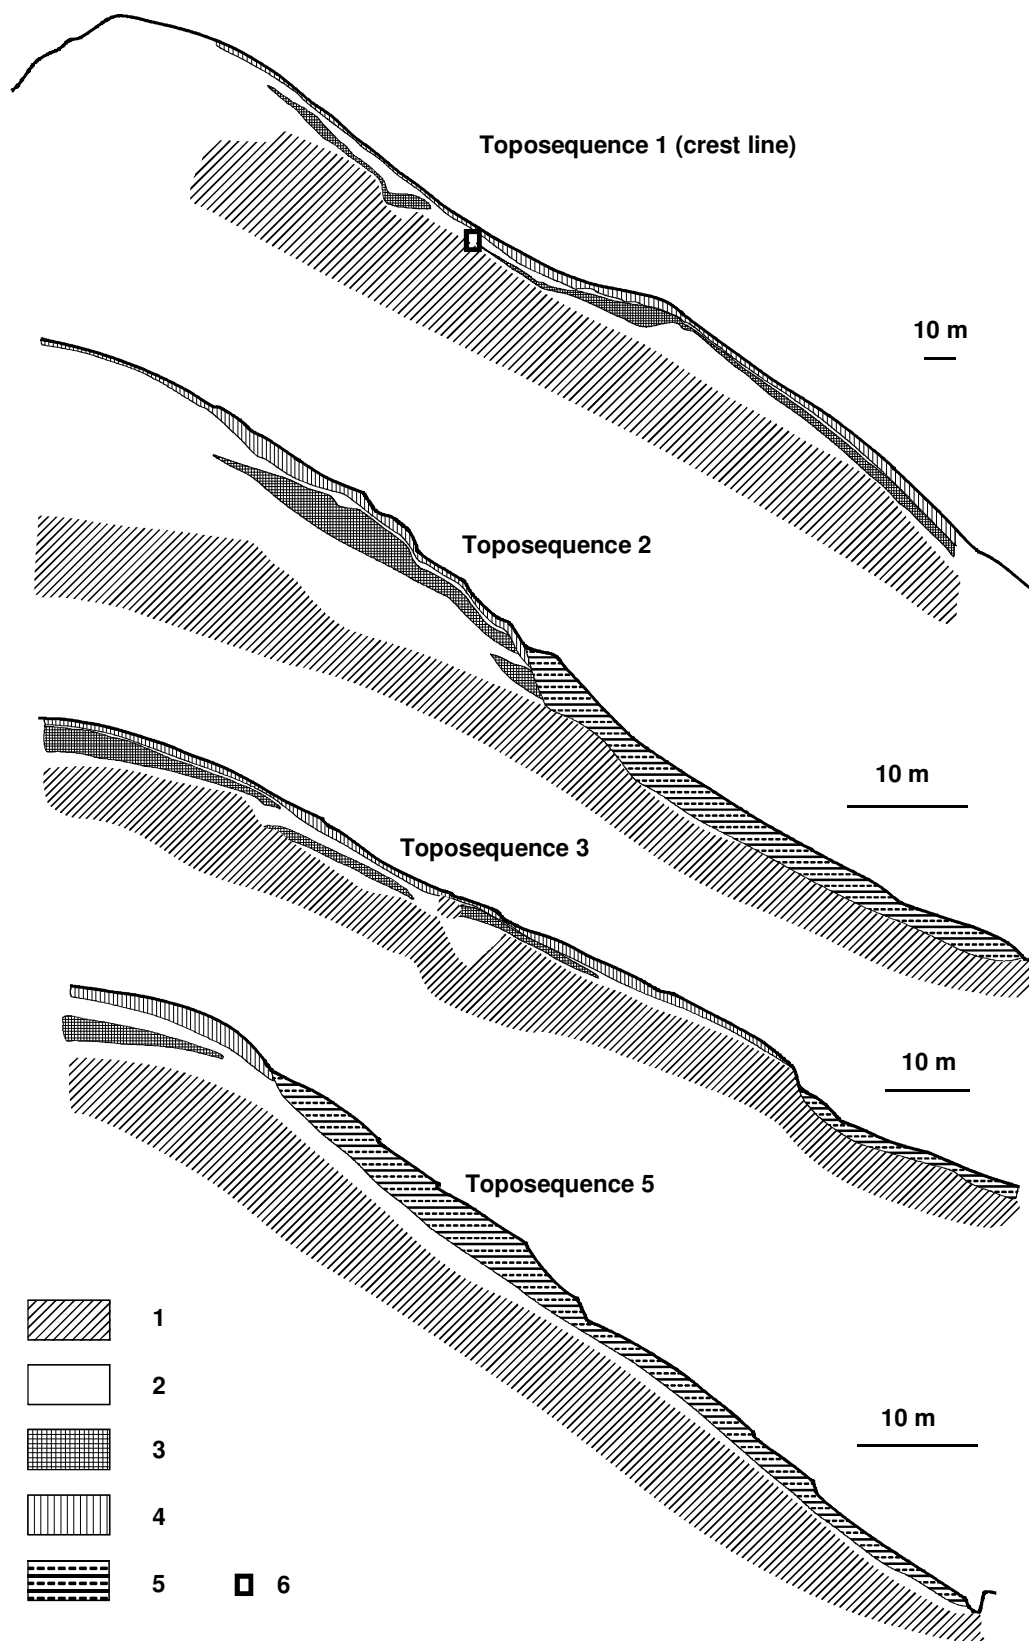 Toposequence 1 (crest line)
10 m
Toposequence 2
10 m
Toposequence 3
10 m
Toposequence 5
10 m
1
2
3
4
5
6